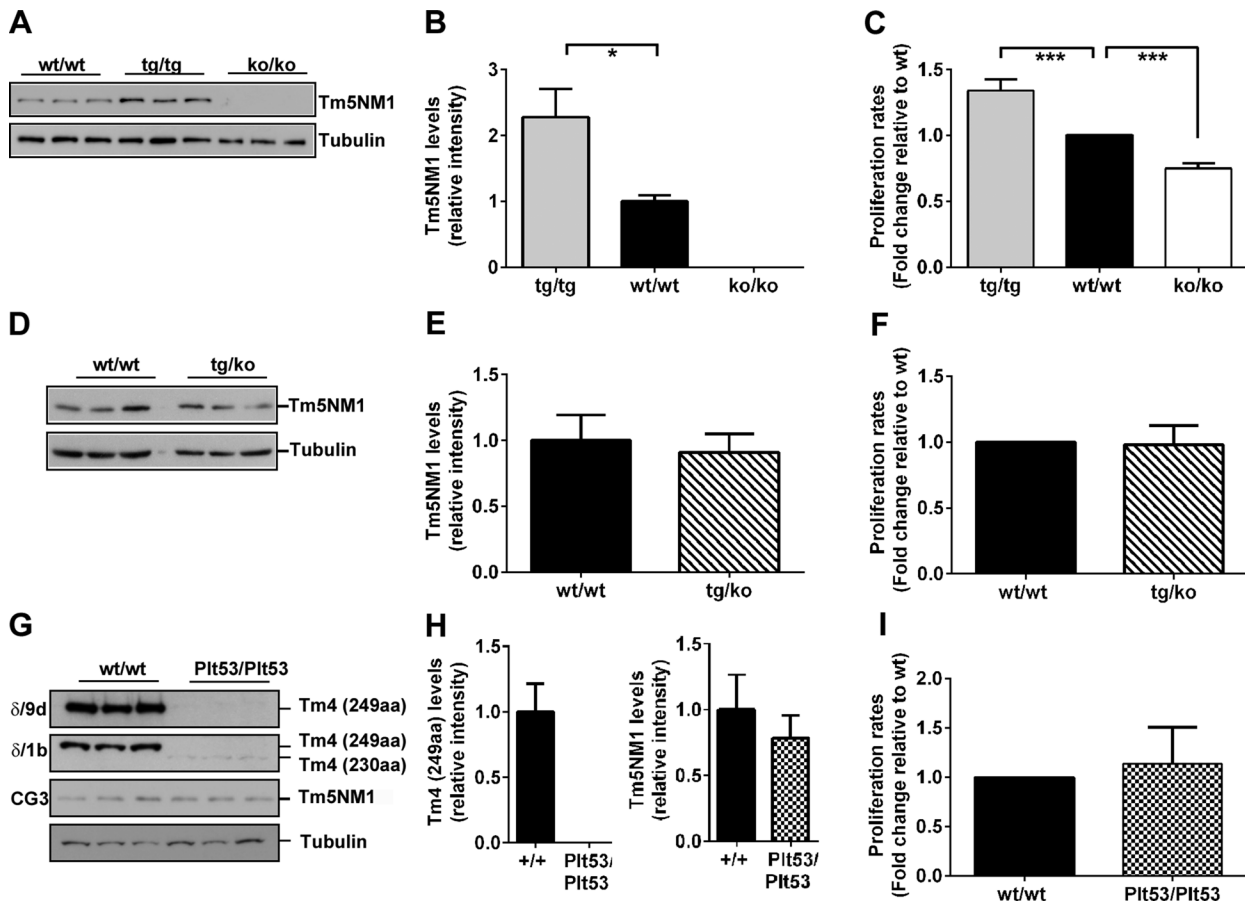 A
wt/wt tg/tg ko/ko
Tm5NM1
Tubulin
B
Tm5NM1 levels
(relative intensity)
3
2
1
0
*
tg/tg wt/wt ko/ko
C
Proliferation rates
(Fold change relative to wt)
1.5
1.0
0.5
0.0
*** ***
tg/tg wt/wt ko/ko
D
wt/wt tg/ko
Tm5NM1
Tubulin
E
Tm5NM1 levels
(relative intensity)
1.5
1.0
0.5
0.0
wt/wt tg/ko
F
Proliferation rates
(Fold change relative to wt)
1.5
1.0
0.5
0.0
wt/wt tg/ko
G
wt/wt Plt53/Plt53
δ/9d Tm4 (249aa)
δ/1b Tm4 (249aa)
Tm4 (230aa)
CG3 Tm5NM1
Tubulin
H
Tm4 (249aa) levels
(relative intensity)
1.5
1.0
0.5
0.0
+/+ Plt53/
Plt53
Tm5NM1 levels
(relative intensity)
1.5
1.0
0.5
0.0
+/+ Plt53/
Plt53
I
Proliferation rates
(Fold change relative to wt)
2.0
1.5
1.0
0.5
0.0
wt/wt Plt53/Plt53